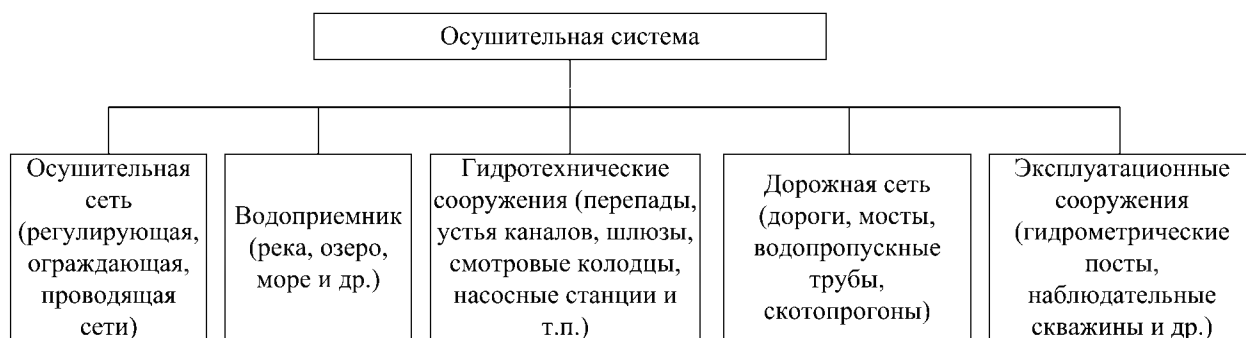 Осушительная система
Осушительная
сеть
(регулирующая,
ограждающая,
проводящая
сети)
Водоприемник
(река, озеро,
море и др.)
Гидротехнические
сооружения (перепады,
устья каналов, шлюзы,
смотровые колодцы,
насосные станции и
т.п.)
Дорожная сеть
(дороги, мосты,
водопропускные
трубы,
скотопрогоны)
Эксплуатационные
сооружения
(гидрометрические
посты,
наблюдательные
скважины и др.)